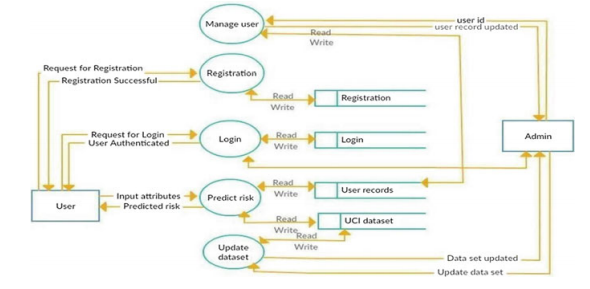 user id
Manage user
user record updated
Read
Write
Request for Registration
Registration Successful
Registration
Read
Write
Registration
Request for Login
User Authenticated
Login
Read
Write
Login
Admin
Input attributes
Predicted risk
User
Predict risk
Read
Write
User records
Read
Write
UCI dataset
Update
dataset
Read
Write
Data set updated
Update data set